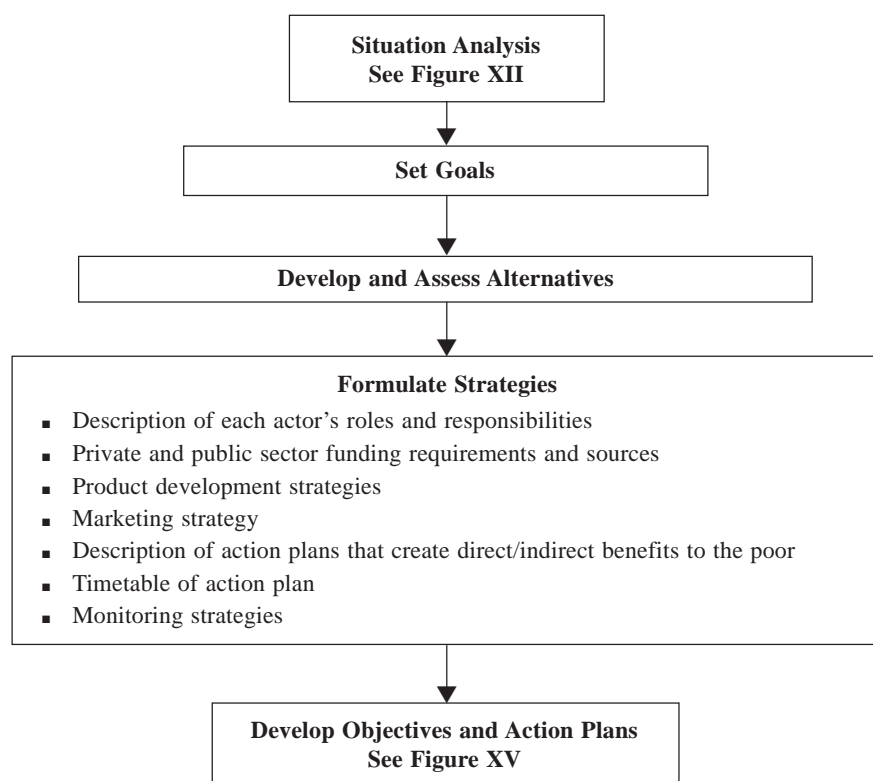 Situation Analysis
See Figure XII
Set Goals
Develop and Assess Alternatives
Formulate Strategies
▪ Description of each actor’s roles and responsibilities
▪ Private and public sector funding requirements and sources
▪ Product development strategies
▪ Marketing strategy
▪ Description of action plans that create direct/indirect benefits to the poor
▪ Timetable of action plan
▪ Monitoring strategies
Develop Objectives and Action Plans
See Figure XV